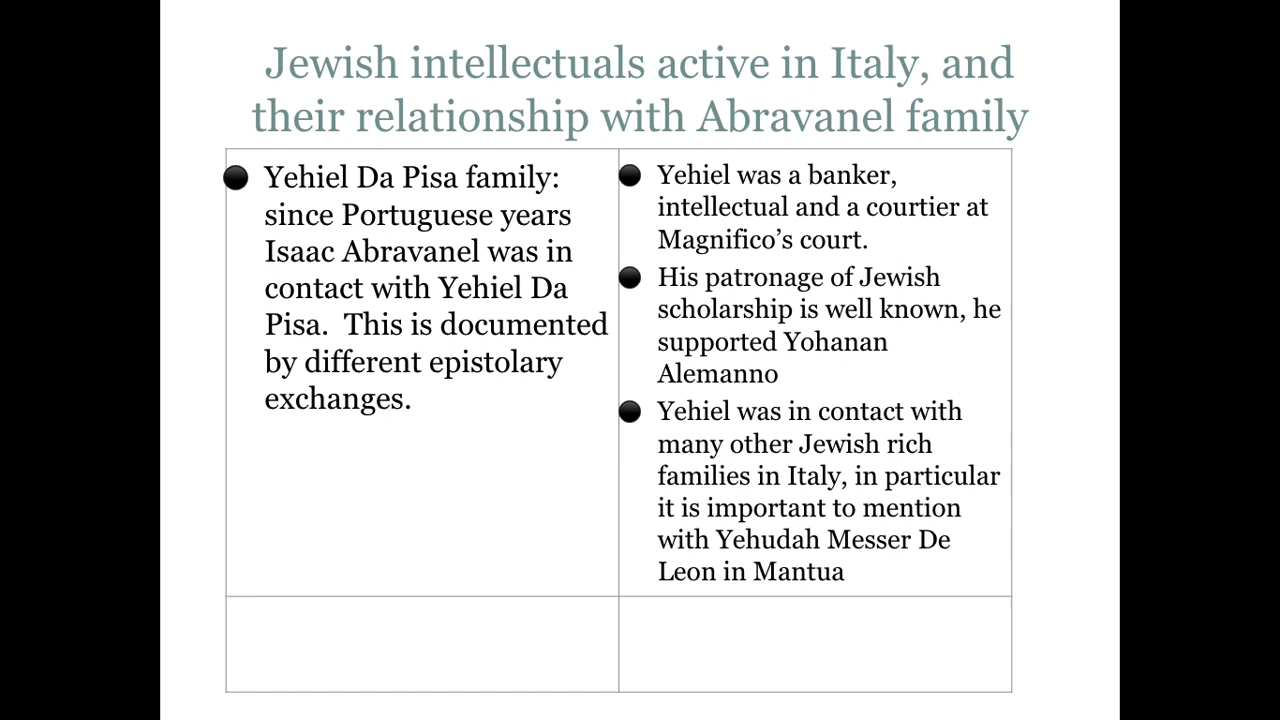 Jewish intellectuals active in Italy, and
their relationship with Abravanel family
Yehiel Da Pisa family:
since Portuguese years
Isaac Abravanel was in
contact with Yehiel Da
Pisa.  This is documented
by different epistolary
exchanges.
Yehiel was a banker,
intellectual and a courtier at
Magnifico’s court.
His patronage of Jewish
scholarship is well known, he
supported Yohanan
Alemanno
Yehiel was in contact with
many other Jewish rich
families in Italy, in particular
it is important to mention
with Yehudah Messer De
Leon in Mantua